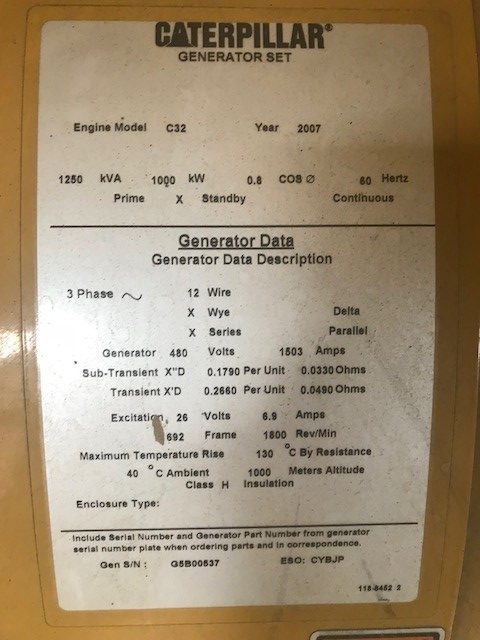 CATERPILLAR®
GENERATOR SET
Engine Model C32 Year 2007
1250 kVA 1000 kW 0.8 COS Ø 60 Hertz
Prime X Standby Continuous
Generator Data
Generator Data Description
3 Phase ~ 12 Wire
X Wye Delta
X Series Parallel
Generator 480 Volts 1503 Amps
Sub-Transient X"D 0.1790 Per Unit 0.0330 Ohms
Transient X'D 0.2660 Per Unit 0.0490 Ohms
Excitation 26 Volts 6.9 Amps
692 Frame 1800 Rev/Min
Maximum Temperature Rise 130 °C By Resistance
40 °C Ambient 1000 Meters Altitude
Class H Insulation
Enclosure Type:
Include Serial Number and Generator Part Number from generator
serial number plate when ordering parts and in correspondence.
Gen S/N : G5B00537 ESO: CYBJP
118-8452 2